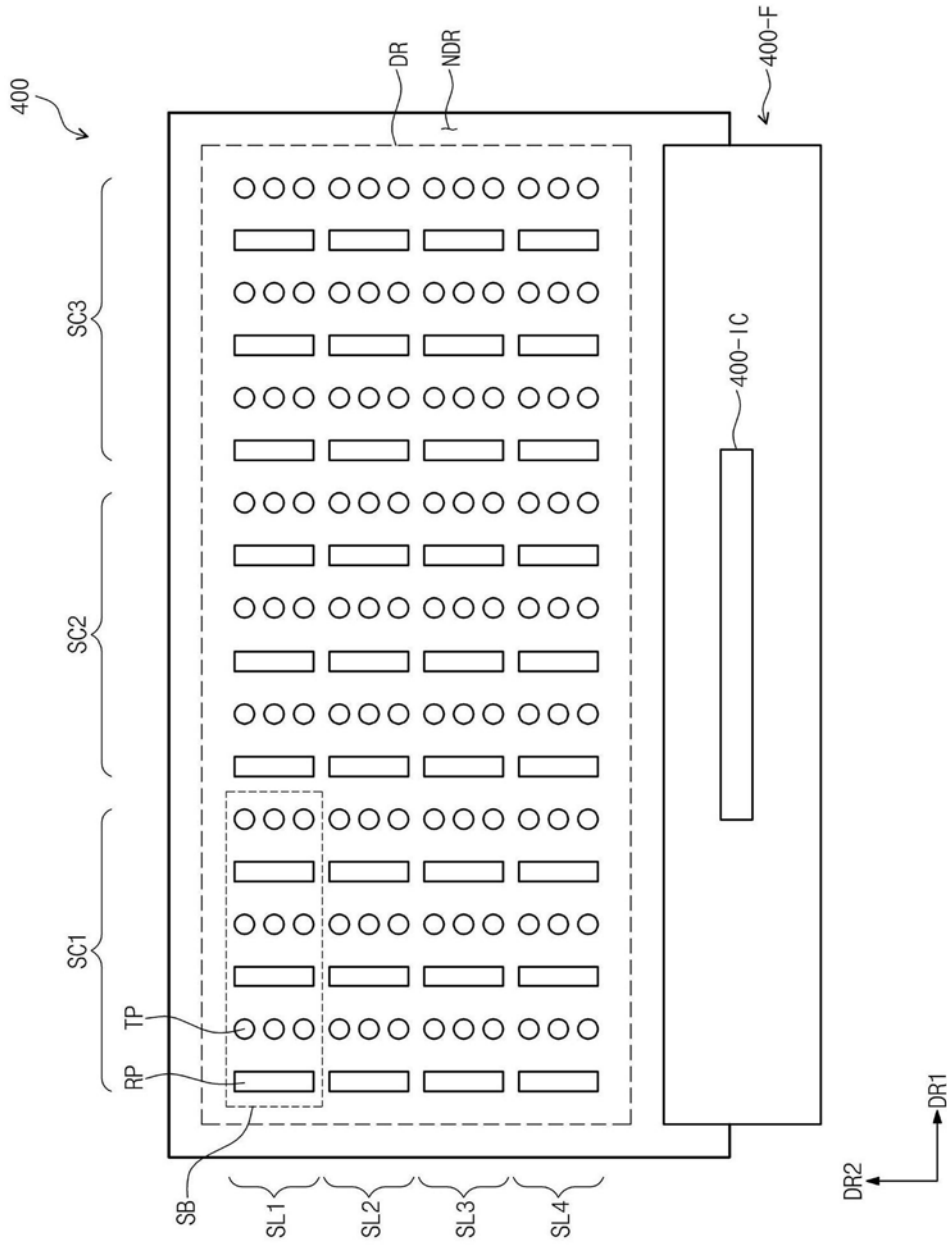 400
SC1
SC2
SC3
RP
TP
DR
NDR
SB
SL1
SL2
SL3
SL4
400-F
400-IC
DR2
DR1